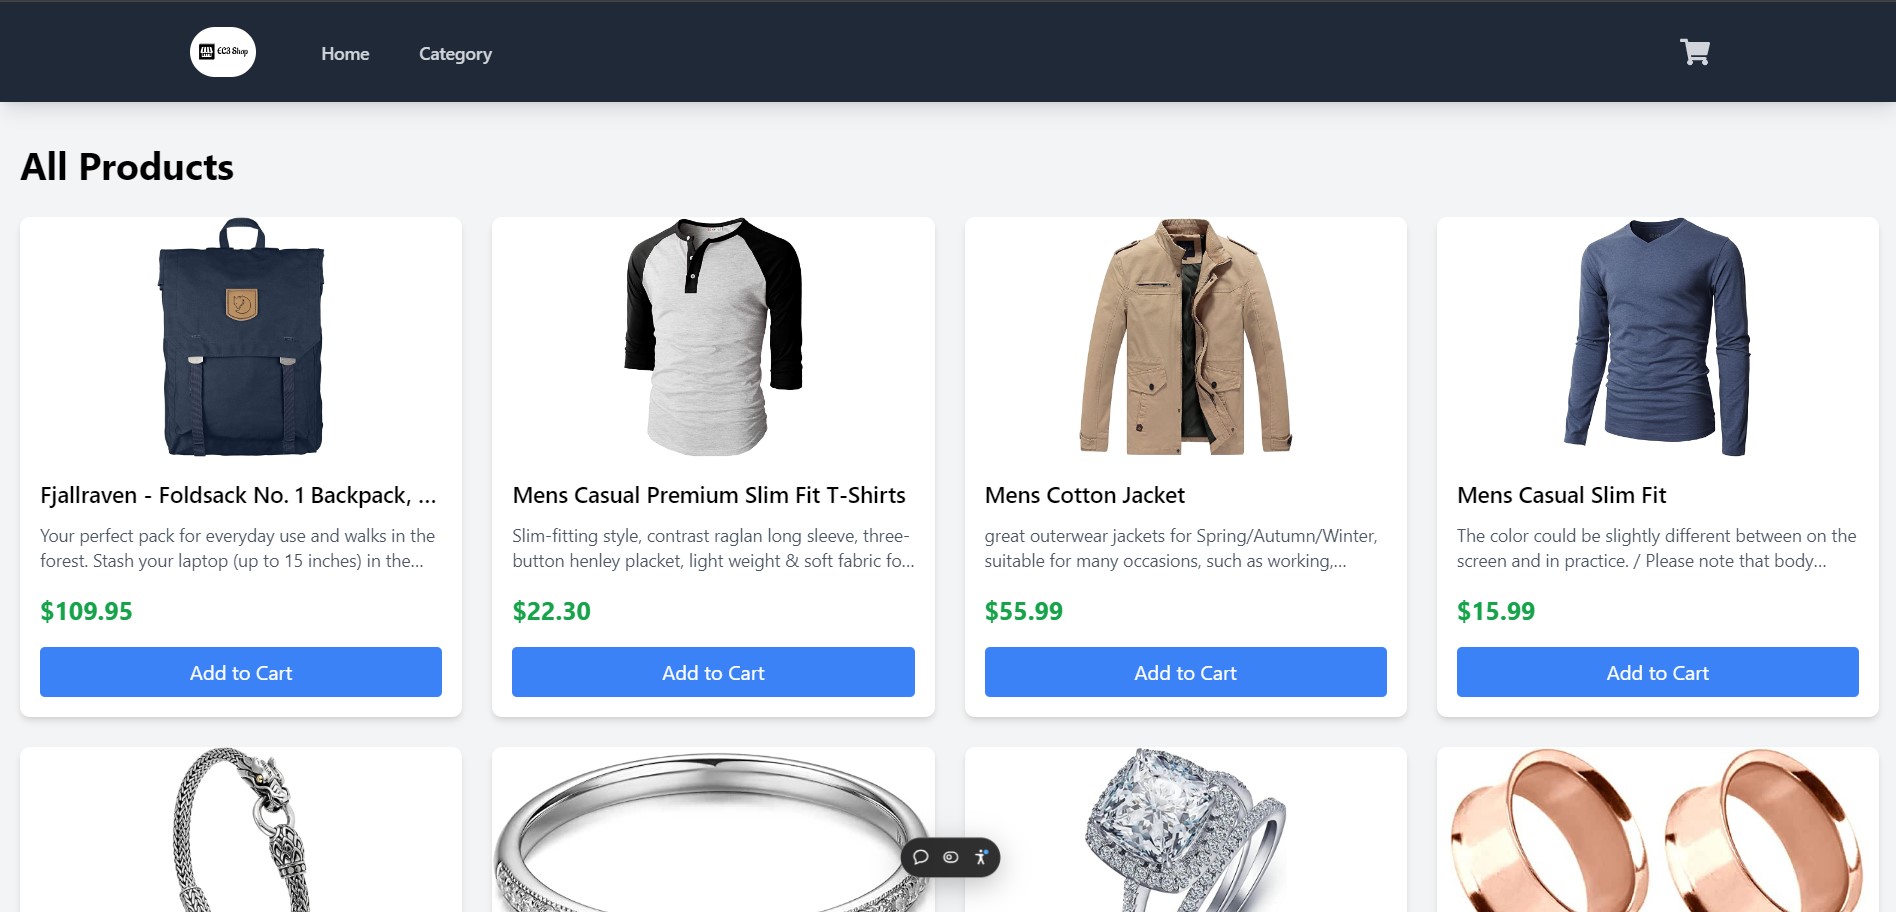 EC3 Shop
Home
Category
All Products
Fjallraven - Foldsack No. 1 Backpack, ...
Your perfect pack for everyday use and walks in the
forest. Stash your laptop (up to 15 inches) in the...
$109.95
Add to Cart
Mens Casual Premium Slim Fit T-Shirts
Slim-fitting style, contrast raglan long sleeve, three-
button henley placket, light weight & soft fabric fo...
$22.30
Add to Cart
Mens Cotton Jacket
great outerwear jackets for Spring/Autumn/Winter,
suitable for many occasions, such as working,...
$55.99
Add to Cart
Mens Casual Slim Fit
The color could be slightly different between on the
screen and in practice. / Please note that body...
$15.99
Add to Cart